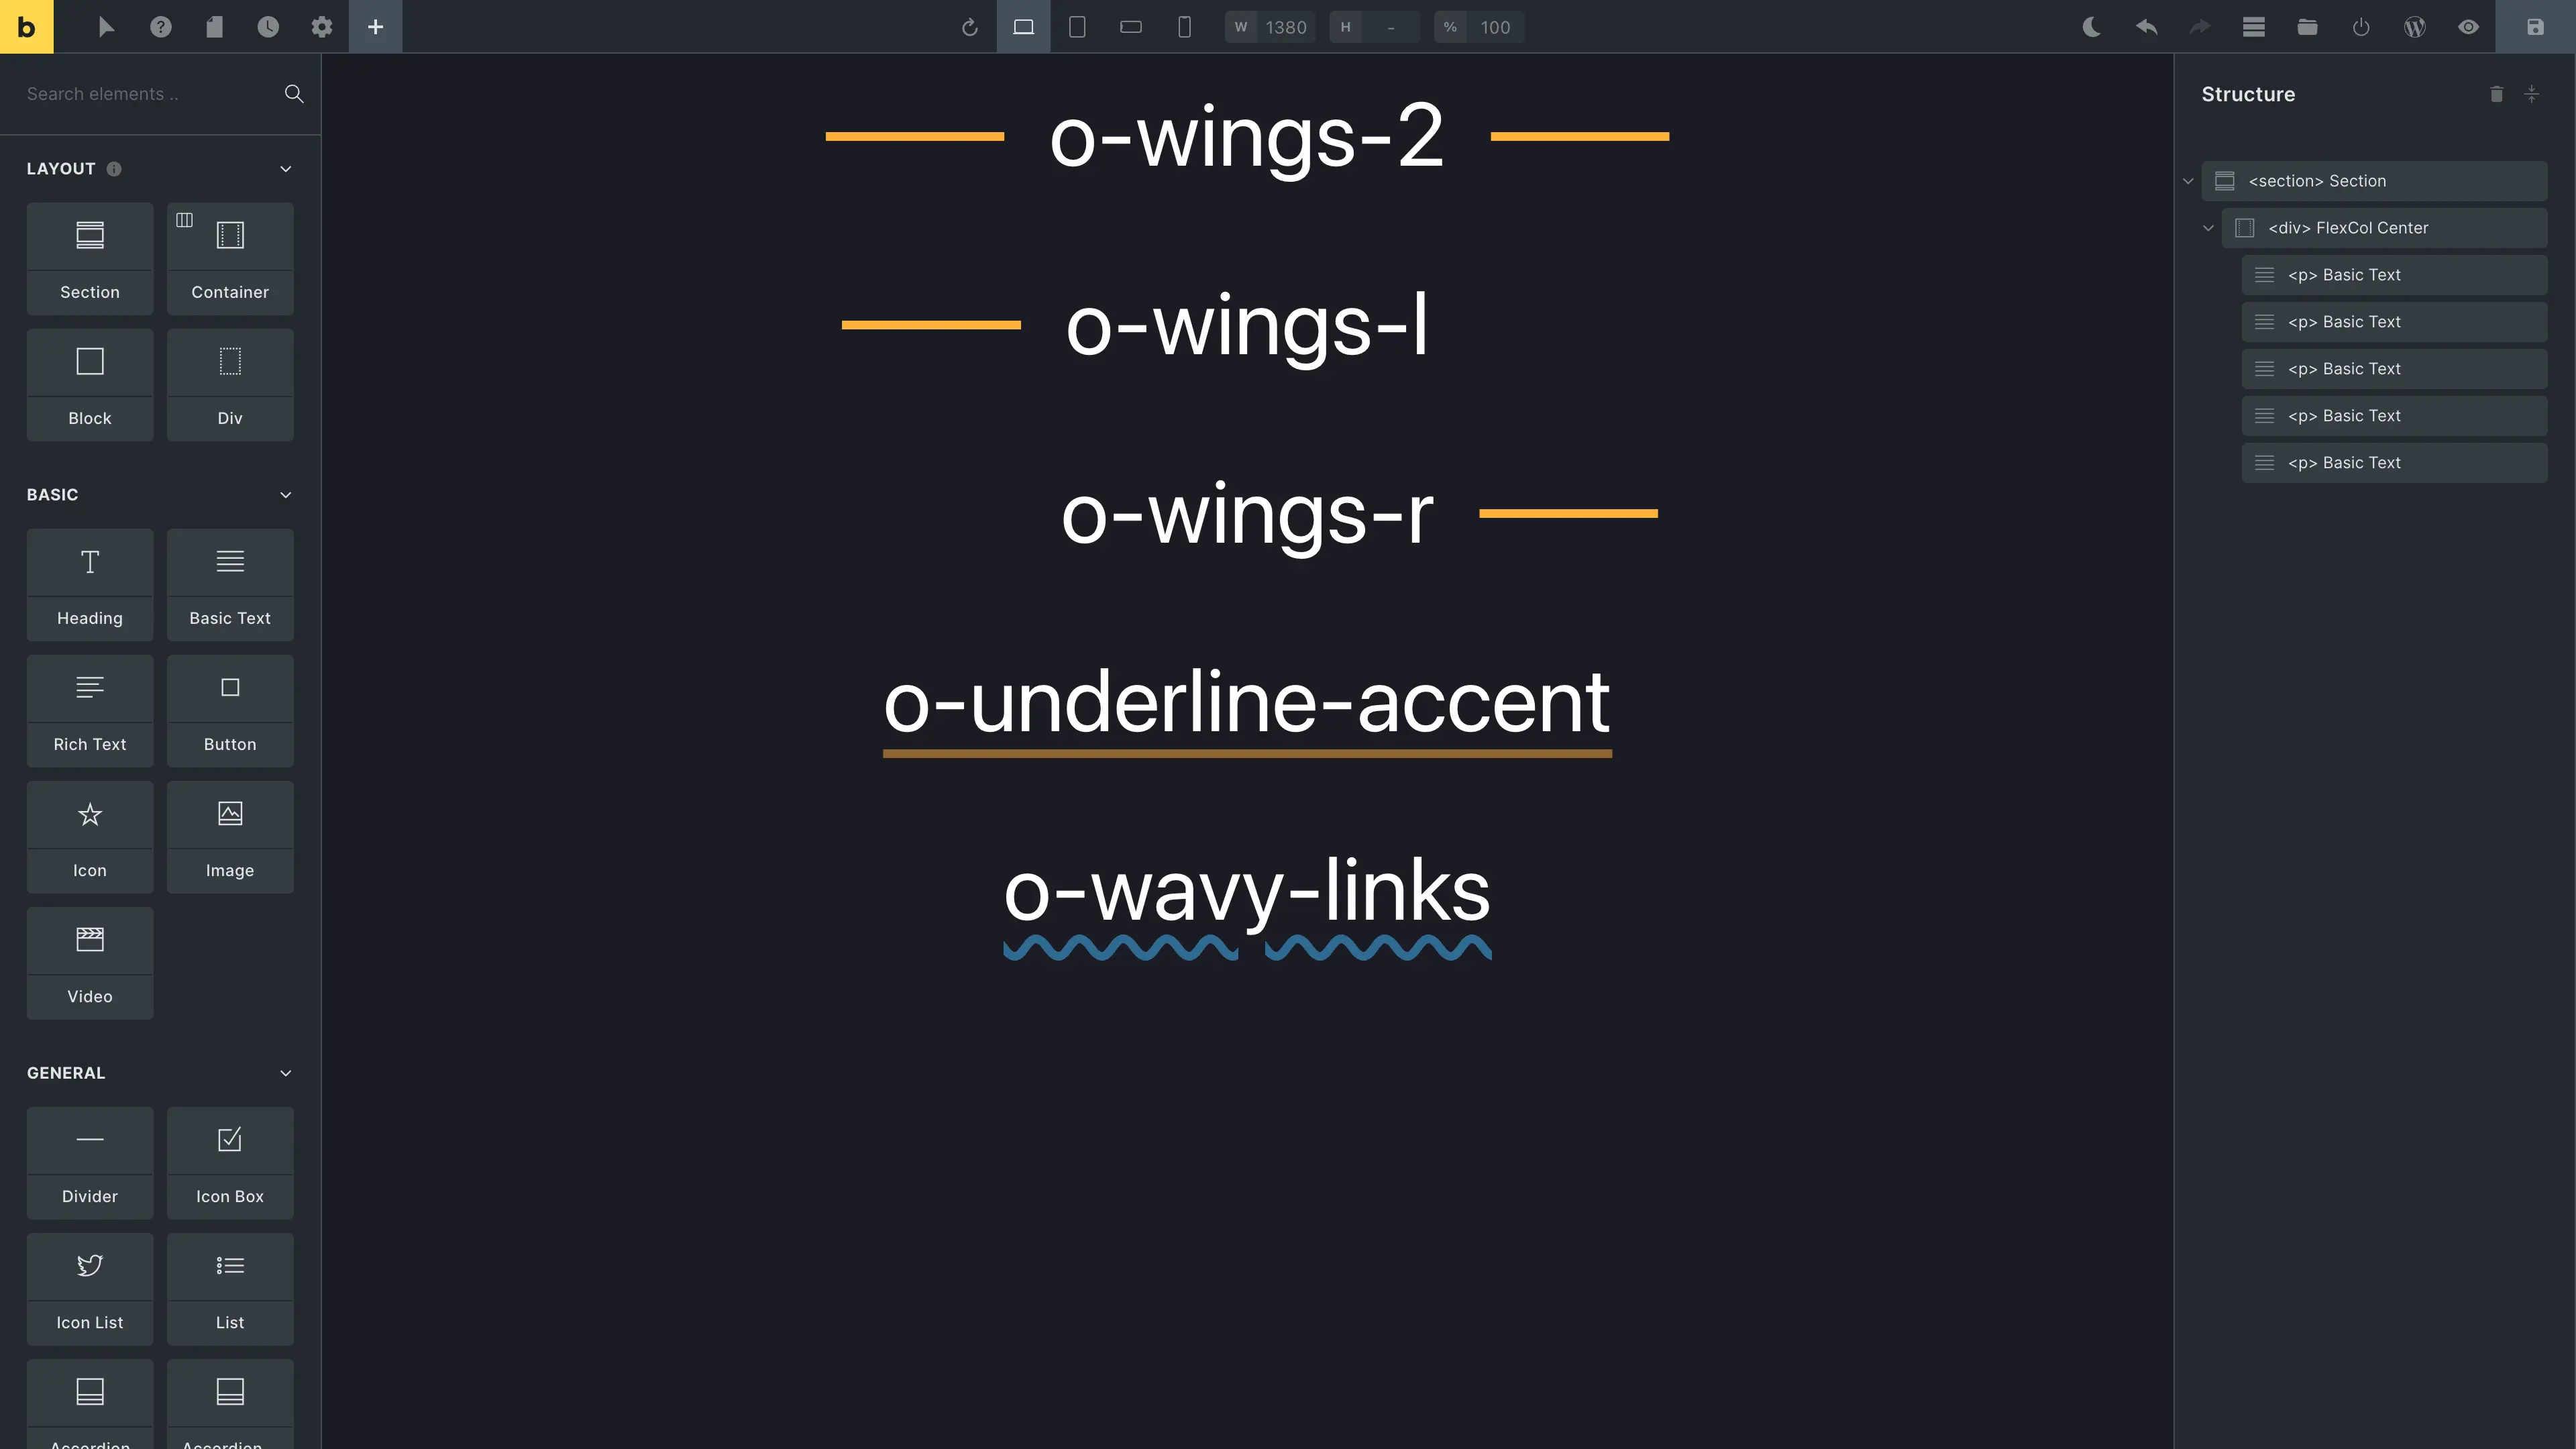 b
W 1380 H - % 100
Search elements ..
LAYOUT
Section
Container
Block
Div
BASIC
Heading
Basic Text
Rich Text
Button
Icon
Image
Video
GENERAL
Divider
Icon Box
Icon List
List
Accordion
Accordion
o-wings-2
o-wings-l
o-wings-r
o-underline-accent
o-wavy-links
Structure
<section> Section
<div> FlexCol Center
<p> Basic Text
<p> Basic Text
<p> Basic Text
<p> Basic Text
<p> Basic Text